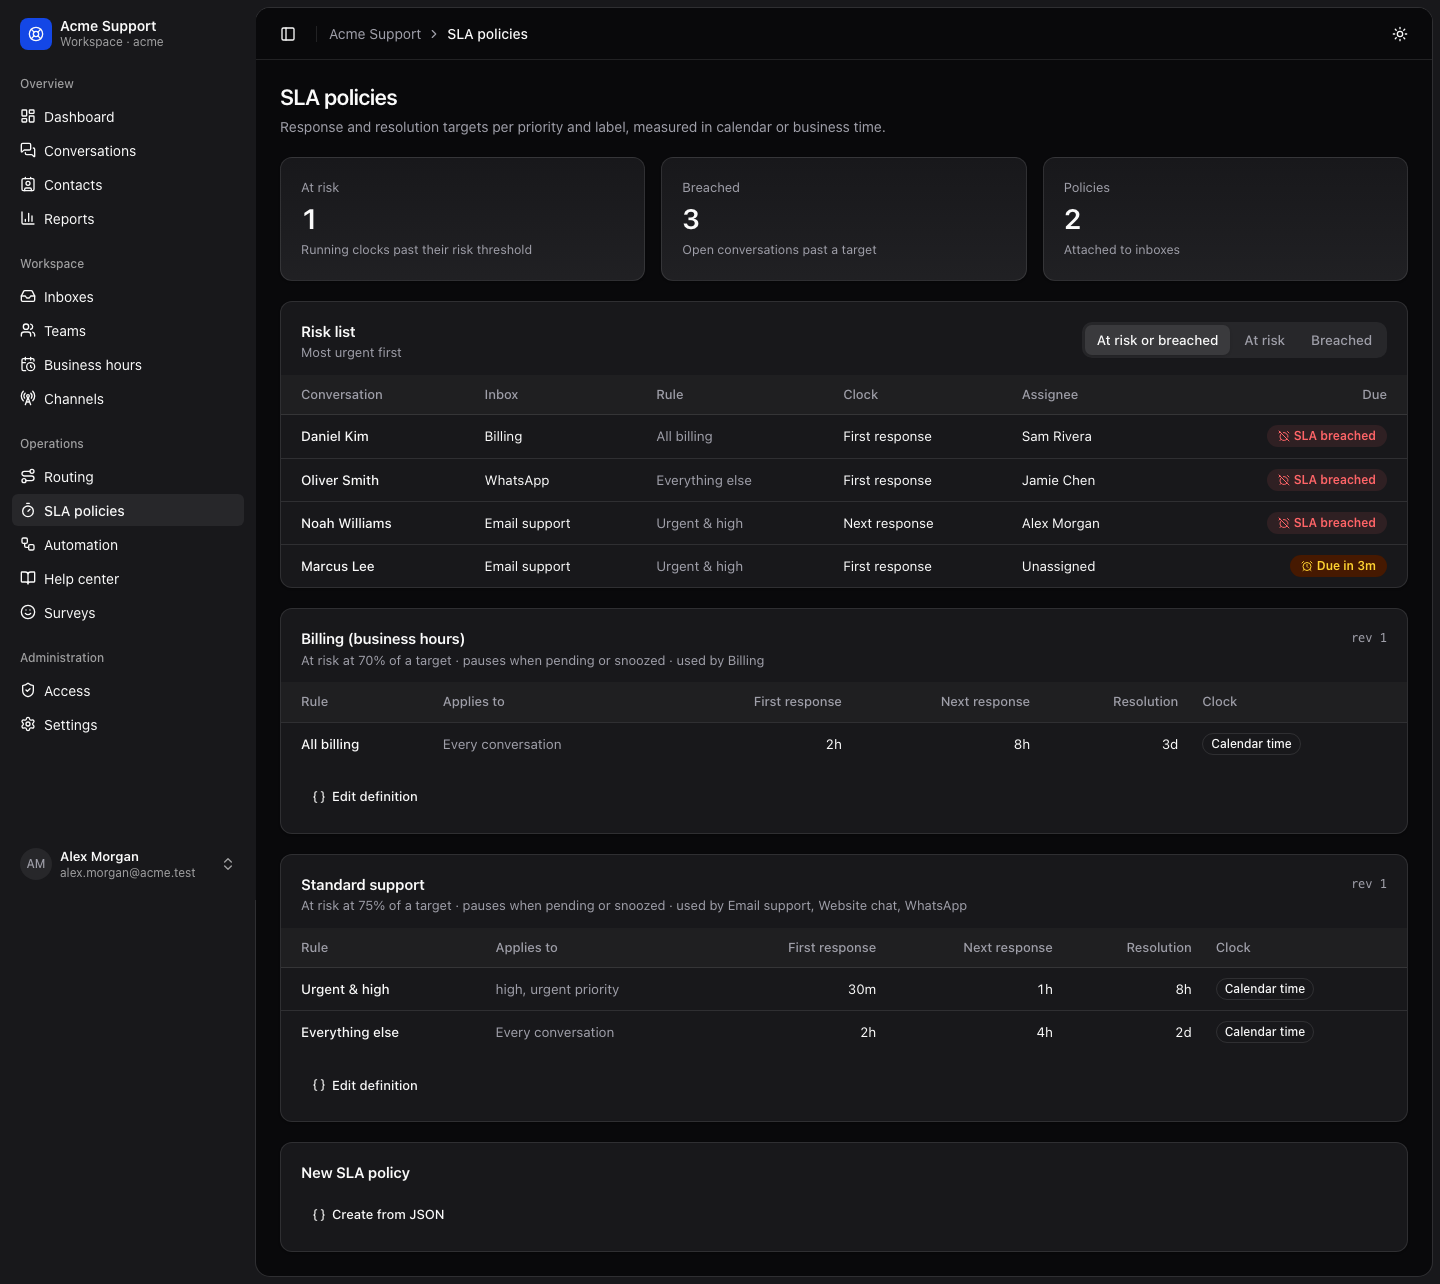 Acme Support
Workspace · acme
Overview
Dashboard
Conversations
Contacts
Reports
Workspace
Inboxes
Teams
Business hours
Channels
Operations
Routing
SLA policies
Automation
Help center
Surveys
Administration
Access
Settings
AM
Alex Morgan
alex.morgan@acme.test
Acme Support > SLA policies
SLA policies
Response and resolution targets per priority and label, measured in calendar or business time.
At risk
1
Running clocks past their risk threshold
Breached
3
Open conversations past a target
Policies
2
Attached to inboxes
Risk list
Most urgent first
At risk or breached At risk Breached
Conversation Inbox Rule Clock Assignee Due
Daniel Kim Billing All billing First response Sam Rivera SLA breached
Oliver Smith WhatsApp Everything else First response Jamie Chen SLA breached
Noah Williams Email support Urgent & high Next response Alex Morgan SLA breached
Marcus Lee Email support Urgent & high First response Unassigned Due in 3m
Billing (business hours) rev 1
At risk at 70% of a target · pauses when pending or snoozed · used by Billing
Rule Applies to First response Next response Resolution Clock
All billing Every conversation 2h 8h 3d Calendar time
{} Edit definition
Standard support rev 1
At risk at 75% of a target · pauses when pending or snoozed · used by Email support, Website chat, WhatsApp
Rule Applies to First response Next response Resolution Clock
Urgent & high high, urgent priority 30m 1h 8h Calendar time
Everything else Every conversation 2h 4h 2d Calendar time
{} Edit definition
New SLA policy
{} Create from JSON